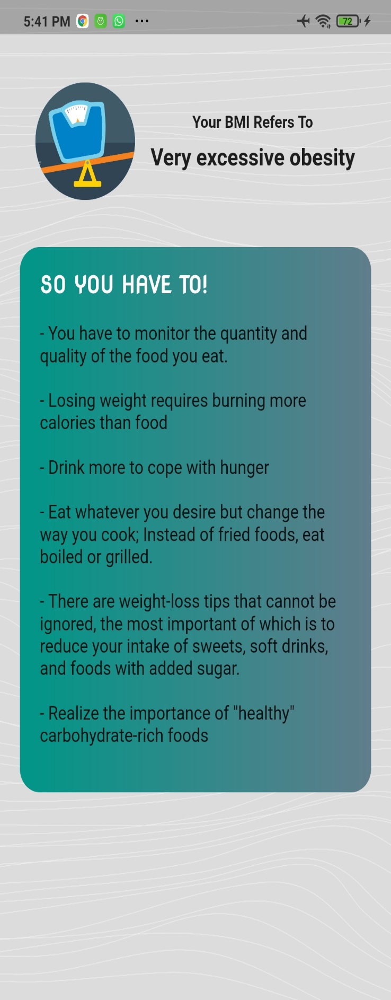 5:41 PM
72
Your BMI Refers To
Very excessive obesity
SO YOU HAVE TO!
- You have to monitor the quantity and
quality of the food you eat.
- Losing weight requires burning more
calories than food
- Drink more to cope with hunger
- Eat whatever you desire but change the
way you cook; Instead of fried foods, eat
boiled or grilled.
- There are weight-loss tips that cannot be
ignored, the most important of which is to
reduce your intake of sweets, soft drinks,
and foods with added sugar.
- Realize the importance of "healthy"
carbohydrate-rich foods